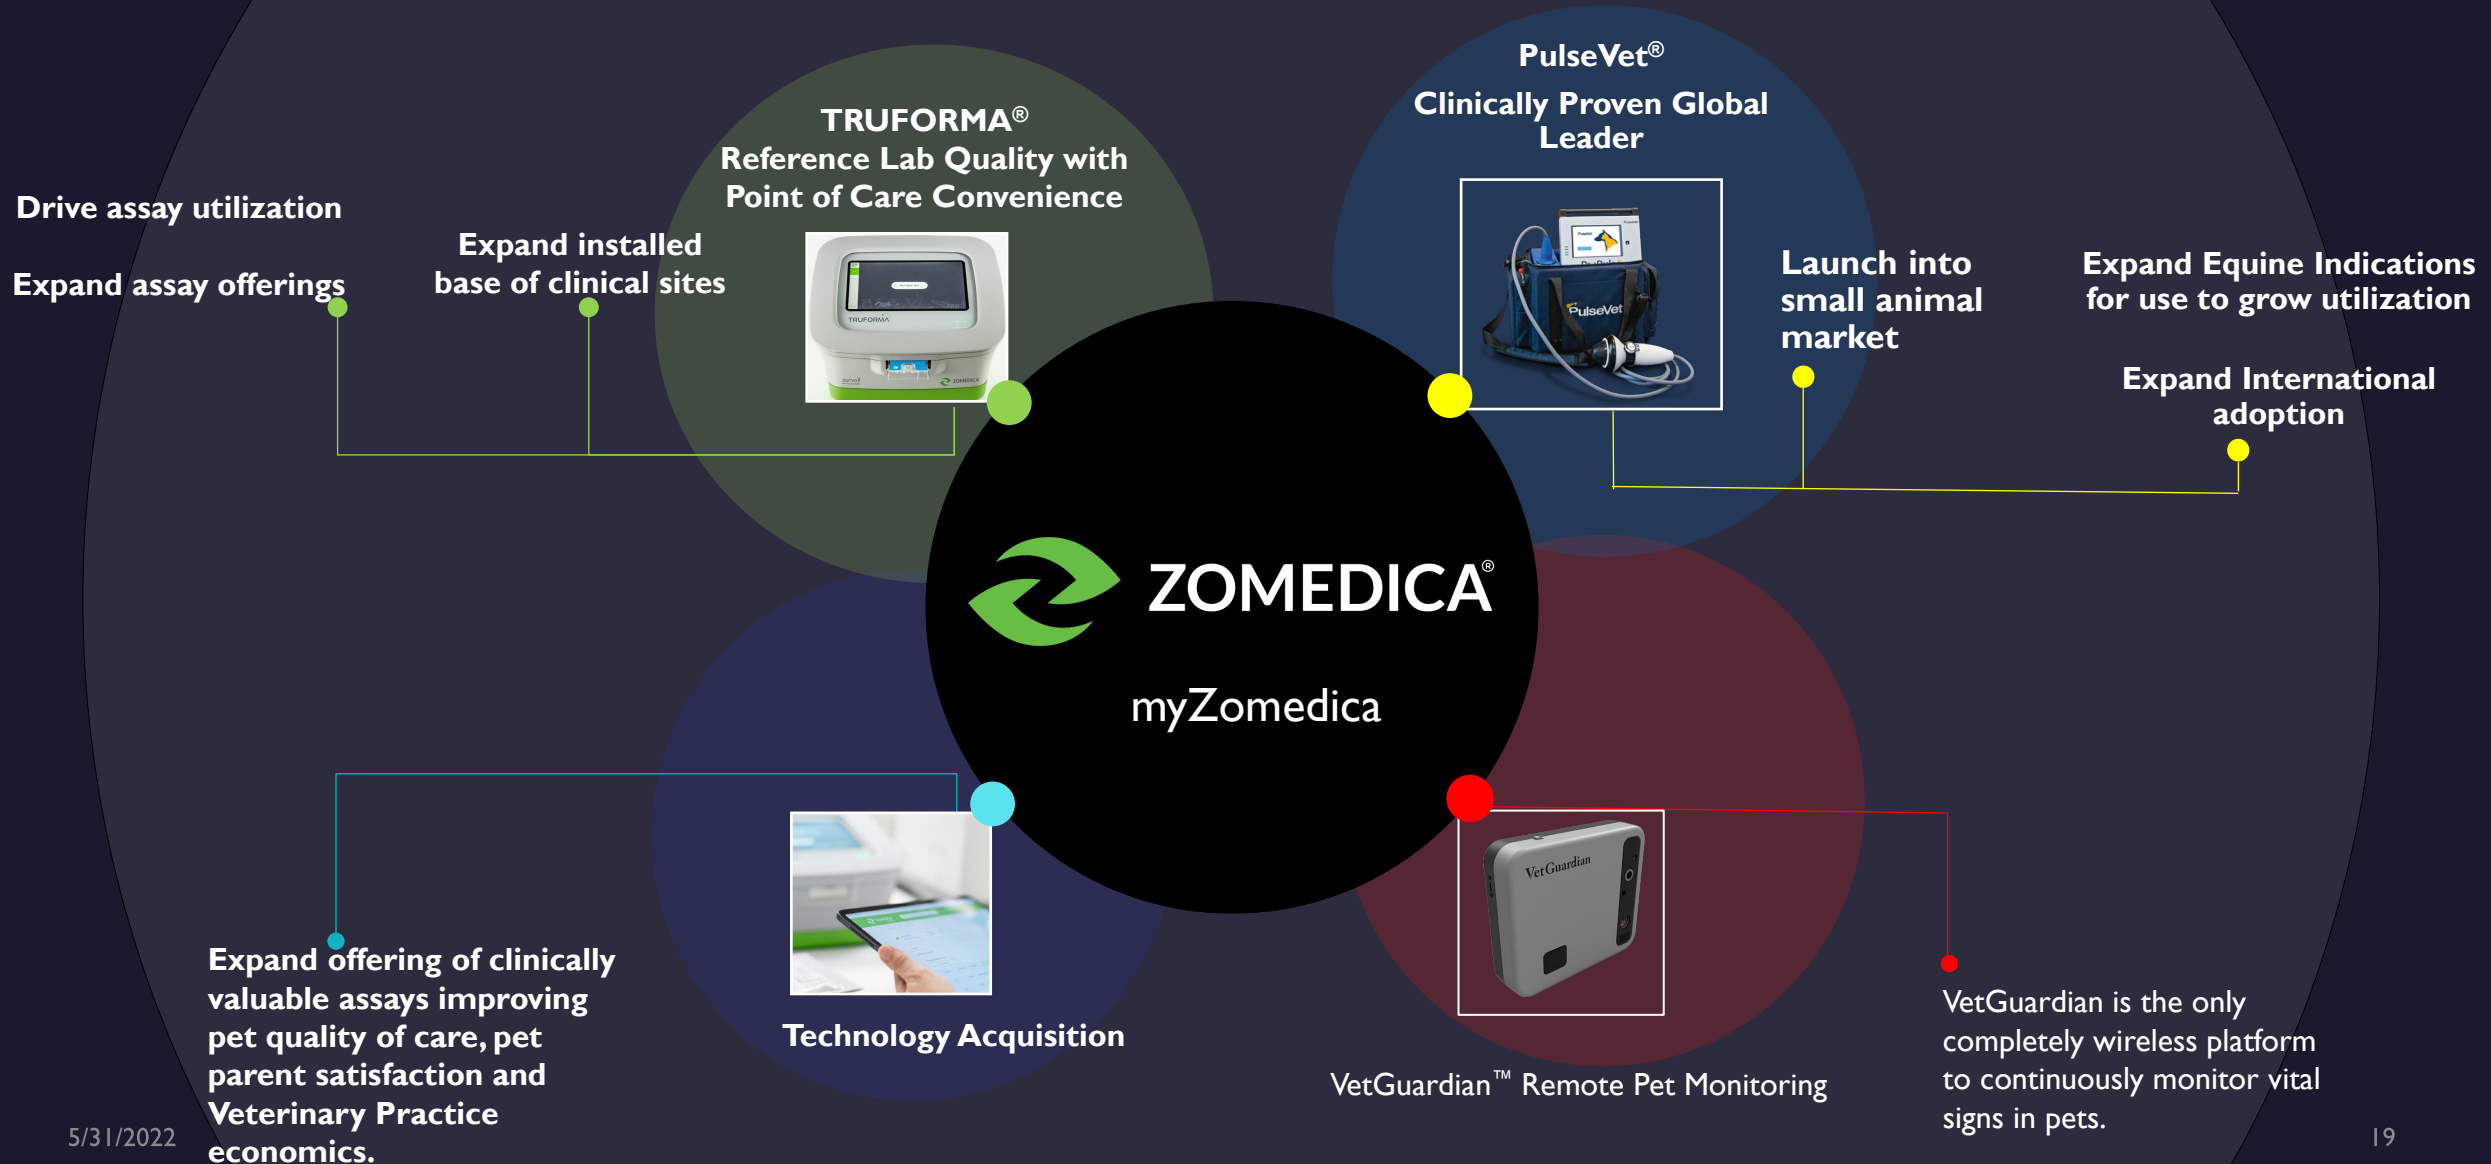 PulseVet®
Clinically Proven Global
Leader
TRUFORMA®
Reference Lab Quality with
Point of Care Convenience
Drive assay utilization
Expand assay offerings
Expand installed
base of clinical sites
TRUFORMA
ZOMEDICA
PulseVet
Launch into
small animal
market
Expand Equine Indications
for use to grow utilization
Expand International
adoption
ZOMEDICA®
myZomedica
Expand offering of clinically
valuable assays improving
pet quality of care, pet
parent satisfaction and
Veterinary Practice
economics.
Technology Acquisition
VetGuardian
VetGuardian™ Remote Pet Monitoring
VetGuardian is the only
completely wireless platform
to continuously monitor vital
signs in pets.
5/31/2022
19